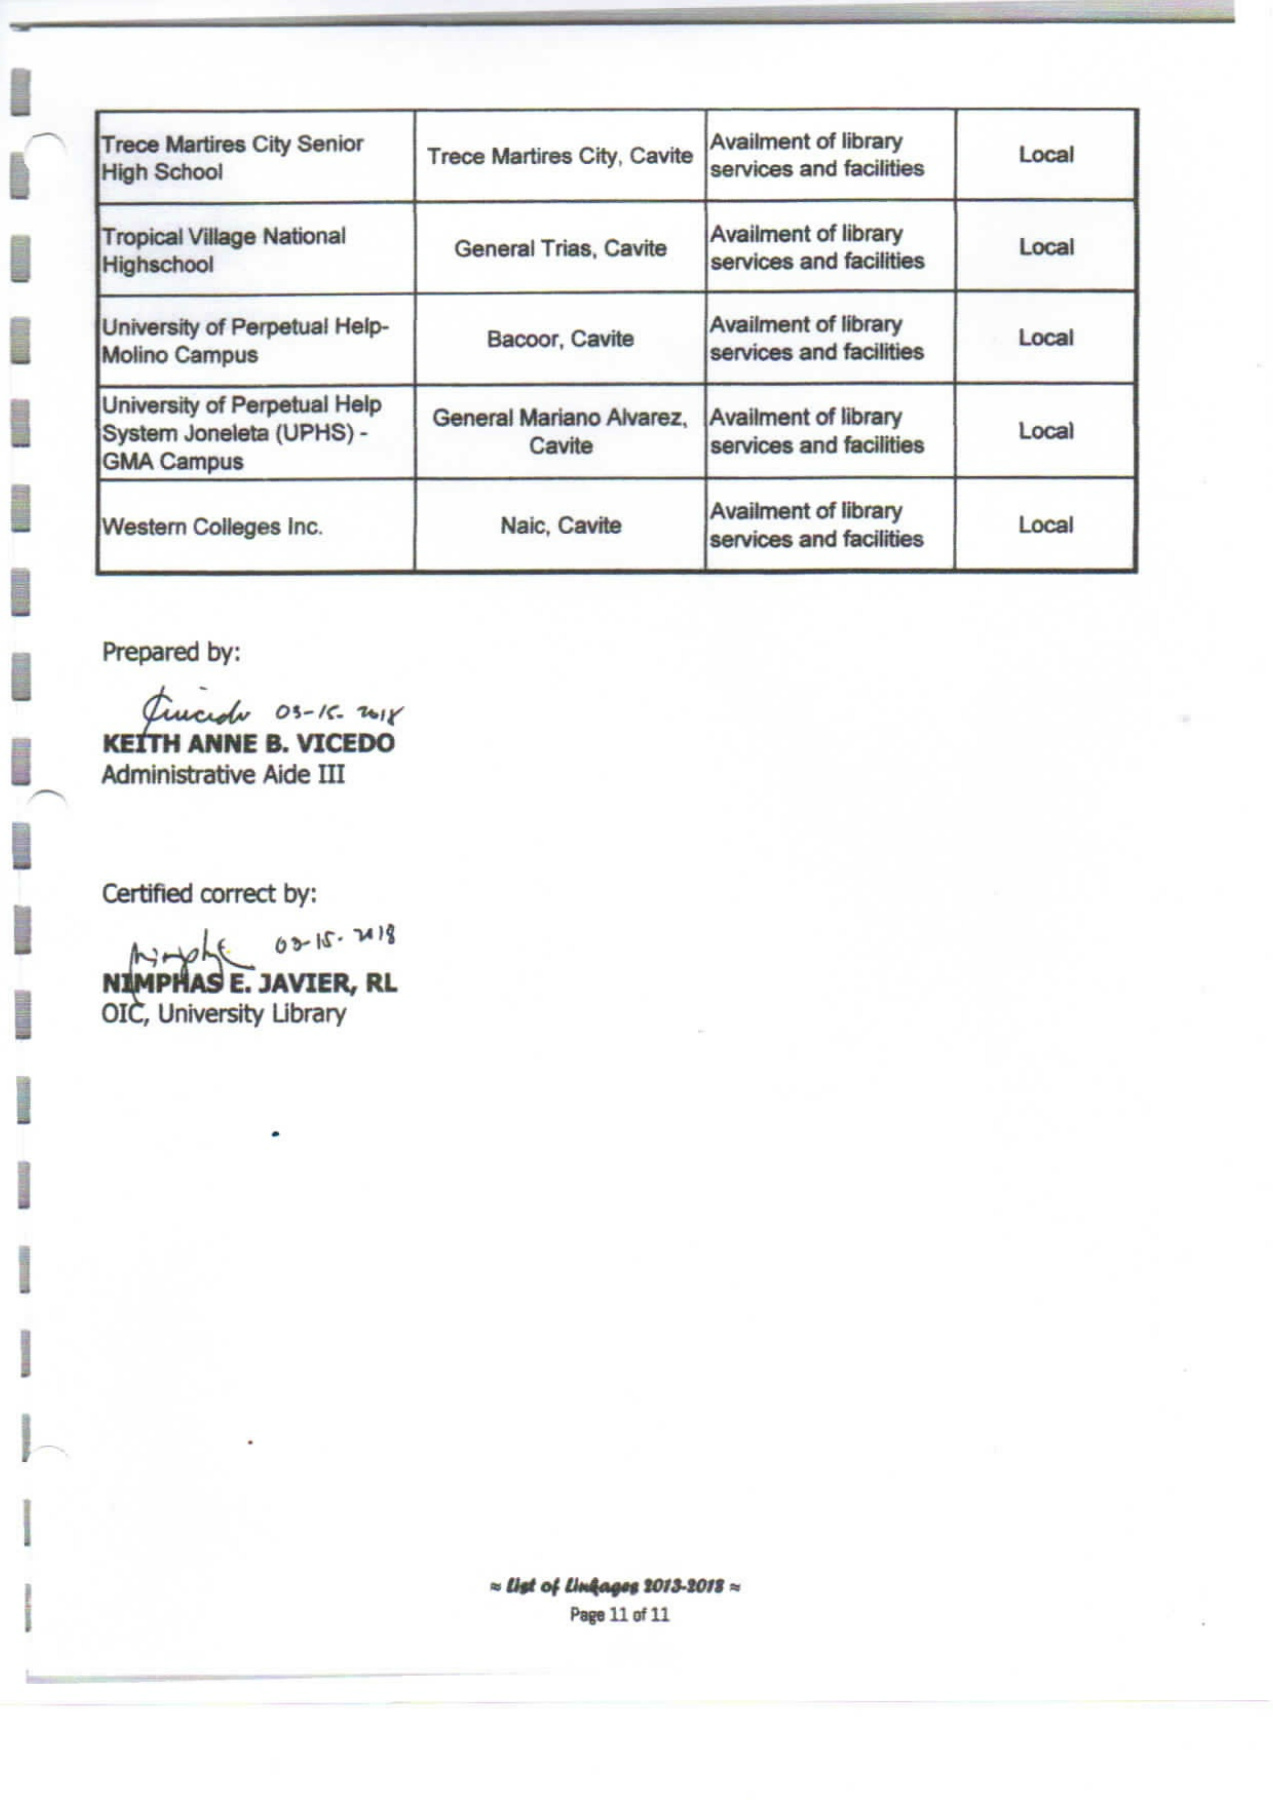 Trece Martires City Senior
High School
Trece Martires City, Cavite
Availment of library
services and facilities
Local
Tropical Village National
Highschool
General Trias, Cavite
Availment of library
services and facilities
Local
University of Perpetual Help-
Molino Campus
Bacoor, Cavite
Availment of library
services and facilities
Local
University of Perpetual Help
System Joneleta (UPHS) -
GMA Campus
General Mariano Alvarez,
Cavite
Availment of library
services and facilities
Local
Western Colleges Inc.
Naic, Cavite
Availment of library
services and facilities
Local
Prepared by:
03-15-2018
KEITH ANNE B. VICEDO
Administrative Aide III
Certified correct by:
03-15-2018
NIMPHAS E. JAVIER, RL
OIC, University Library
≈ List of Linkages 2013-2018 ≈
Page 11 of 11